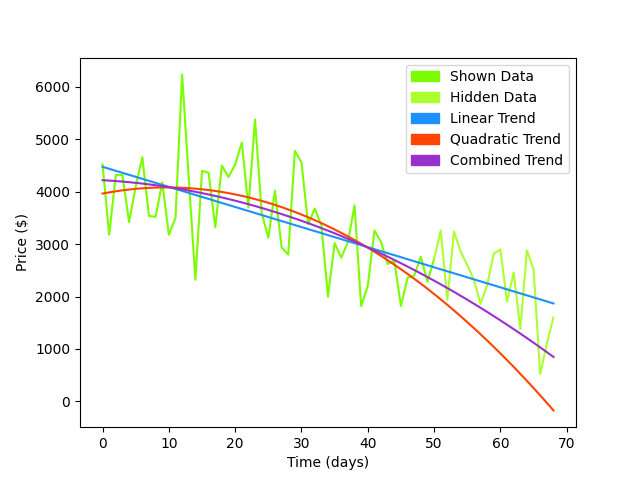 6000
5000
4000
3000
2000
1000
0
Price ($)
0 10 20 30 40 50 60 70
Time (days)
Shown Data
Hidden Data
Linear Trend
Quadratic Trend
Combined Trend